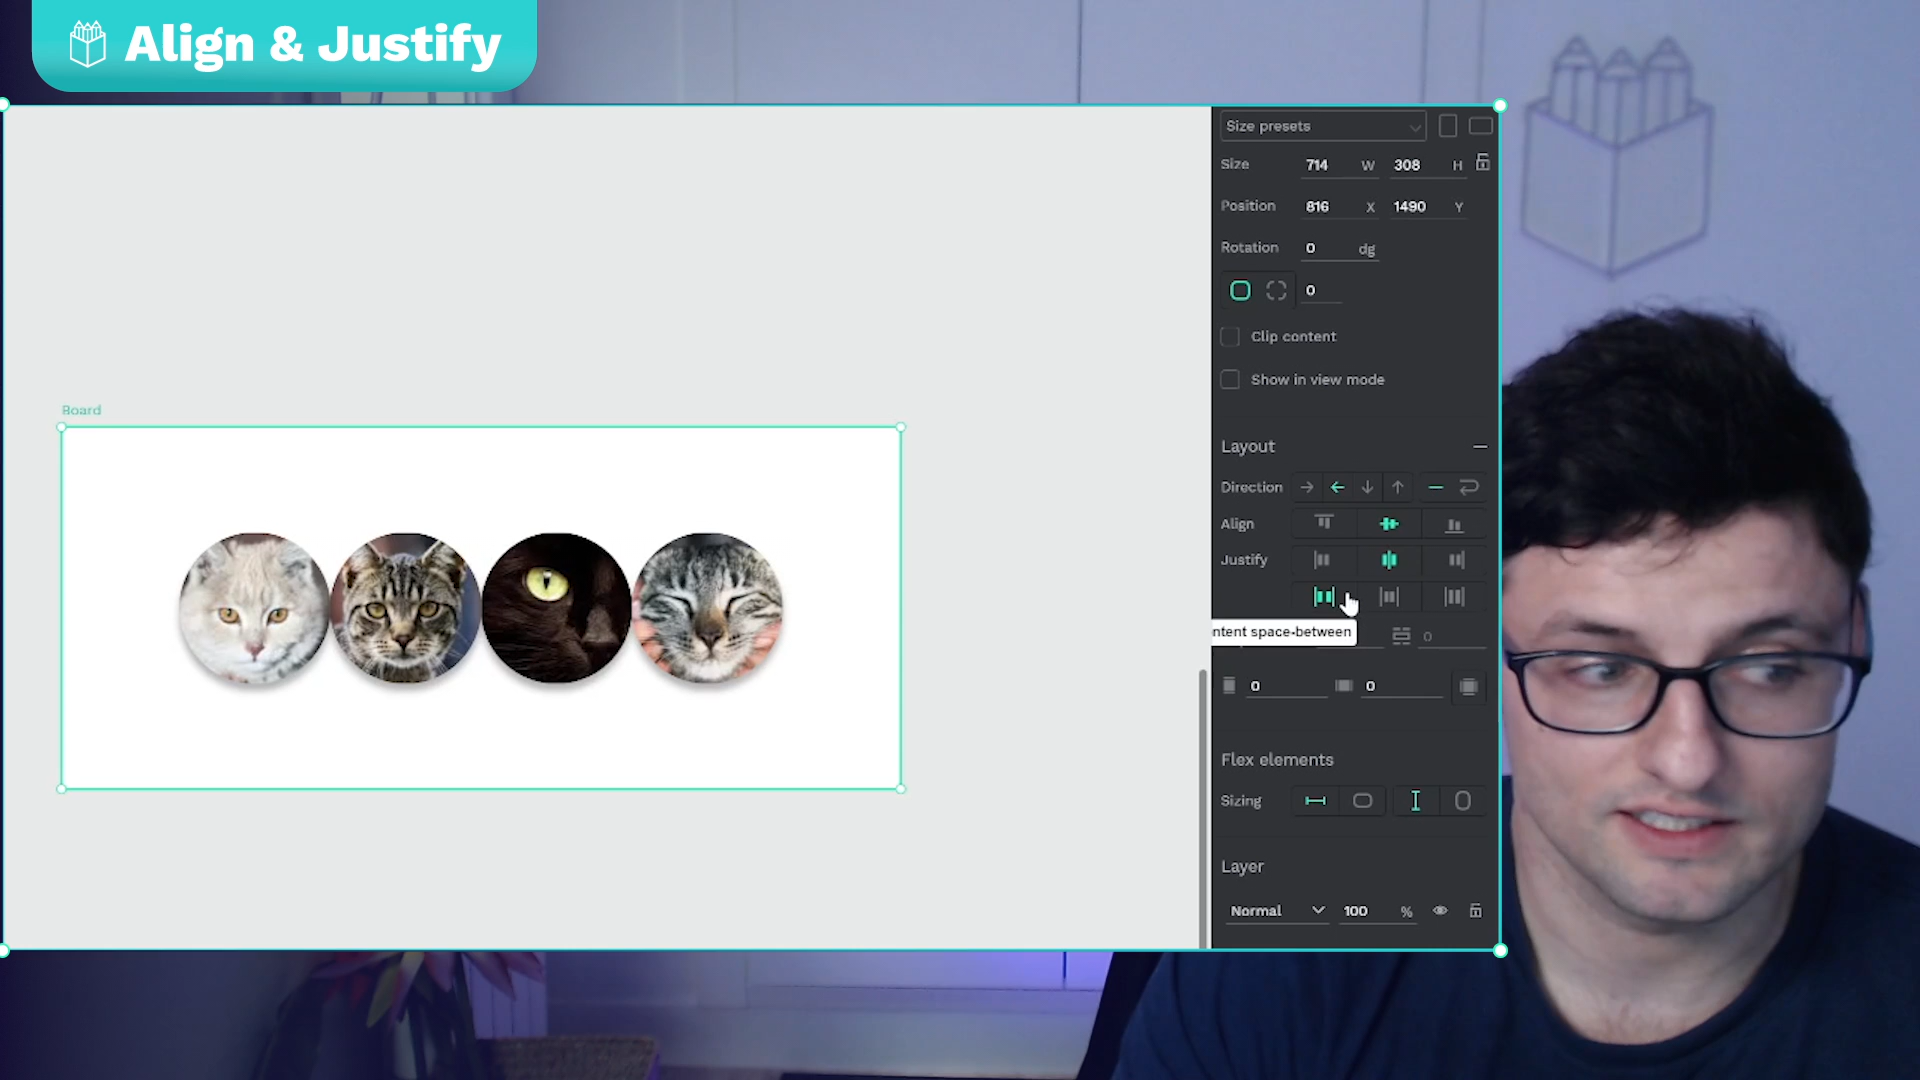 Align & Justify
Size presets
Size 714 W 308 H
Position 816 X 1490 Y
Rotation 0 dg
0
Clip content
Show in view mode
Board
Layout
Direction
Align
Justify
ntent space-between
0
0 0
Flex elements
Sizing
Layer
Normal 100 %